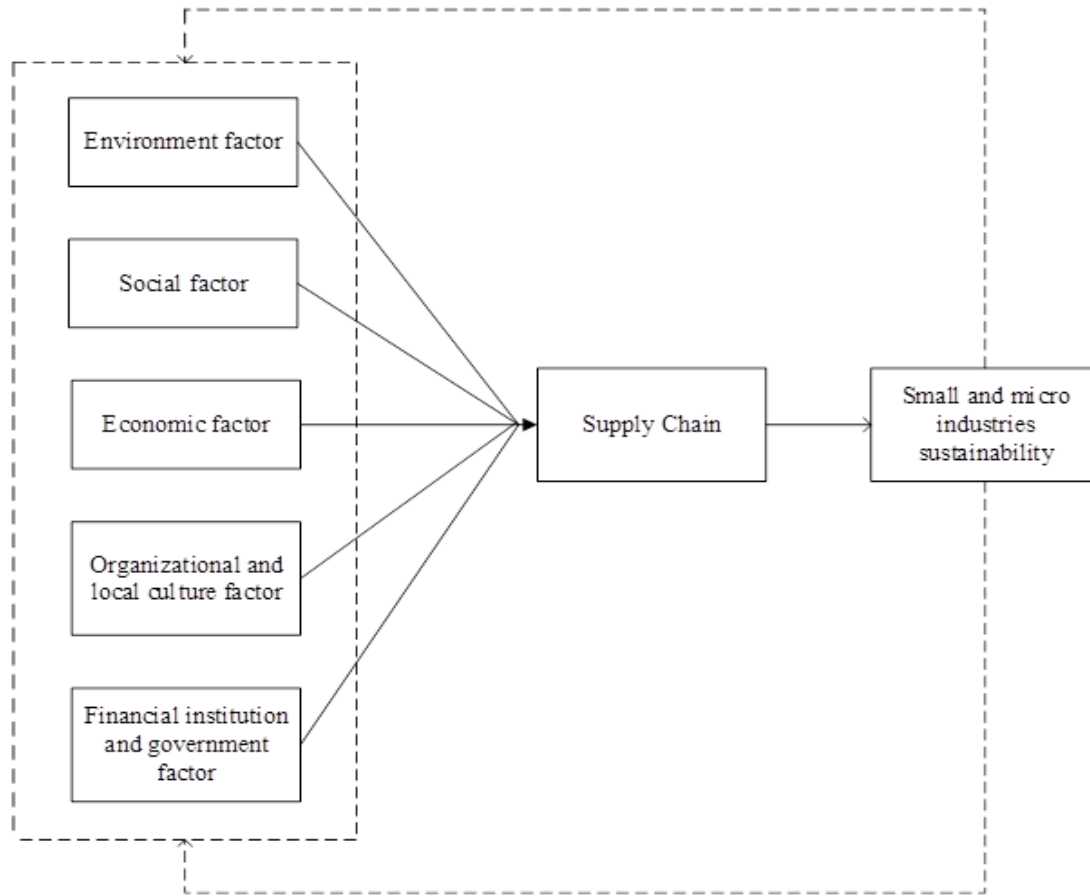 Environment factor
Social factor
Economic factor
Organizational and
local culture factor
Financial institution
and government
factor
Supply Chain
Small and micro
industries
sustainability